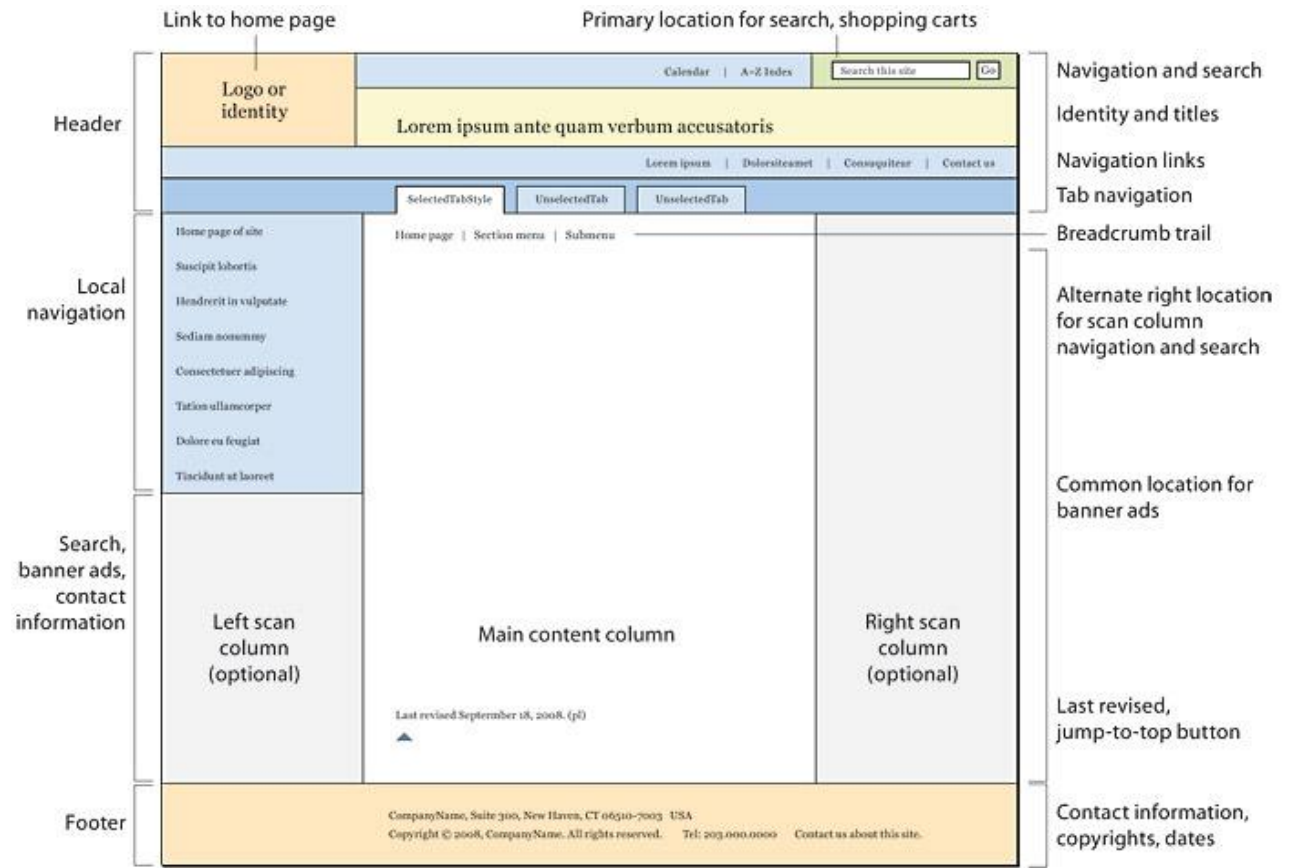 Link to home page
Primary location for search, shopping carts
Header
Logo or
identity
Calendar | A–Z Index
Search this site
Go
Navigation and search
Lorem ipsum ante quam verbum accusatoris
Identity and titles
Lorem ipsum | Dolorsiteamet | Consuquiteur | Contact us
Navigation links
SelectedTabStyle
UnselectedTab
UnselectedTab
Tab navigation
Home page | Section menu | Submenu
Breadcrumb trail
Local
navigation
Home page of site
Suscipit lobortis
Hendrerit in vulputate
Sediam nonummy
Consectetuer adipiscing
Tation ullamcorper
Dolore eu feugiat
Tincidunt ut laoreet
Alternate right location
for scan column
navigation and search
Common location for
banner ads
Search,
banner ads,
contact
information
Left scan
column
(optional)
Main content column
Right scan
column
(optional)
Last revised Septermber 18, 2008. (pl)
Last revised,
jump-to-top button
Footer
CompanyName, Suite 300, New Haven, CT 06510-7003 USA
Copyright © 2008, CompanyName. All rights reserved. Tel: 203.000.0000 Contact us about this site.
Contact information,
copyrights, dates